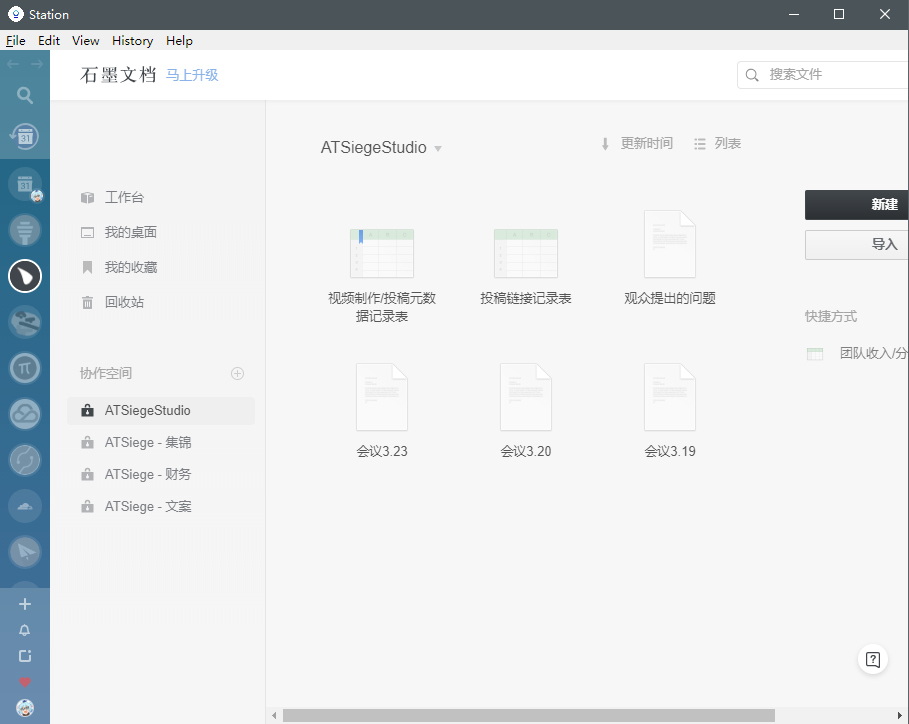 Station
File Edit View History Help
石墨文档 马上升级
搜索文件
31
31
ATSiegeStudio
更新时间 列表
工作台
我的桌面
我的收藏
回收站
新建
导入
视频制作/投稿元数
据记录表
投稿链接记录表
观众提出的问题
快捷方式
团队收入/分
协作空间
ATSiegeStudio
ATSiege - 集锦
ATSiege - 财务
ATSiege - 文案
会议3.23
会议3.20
会议3.19